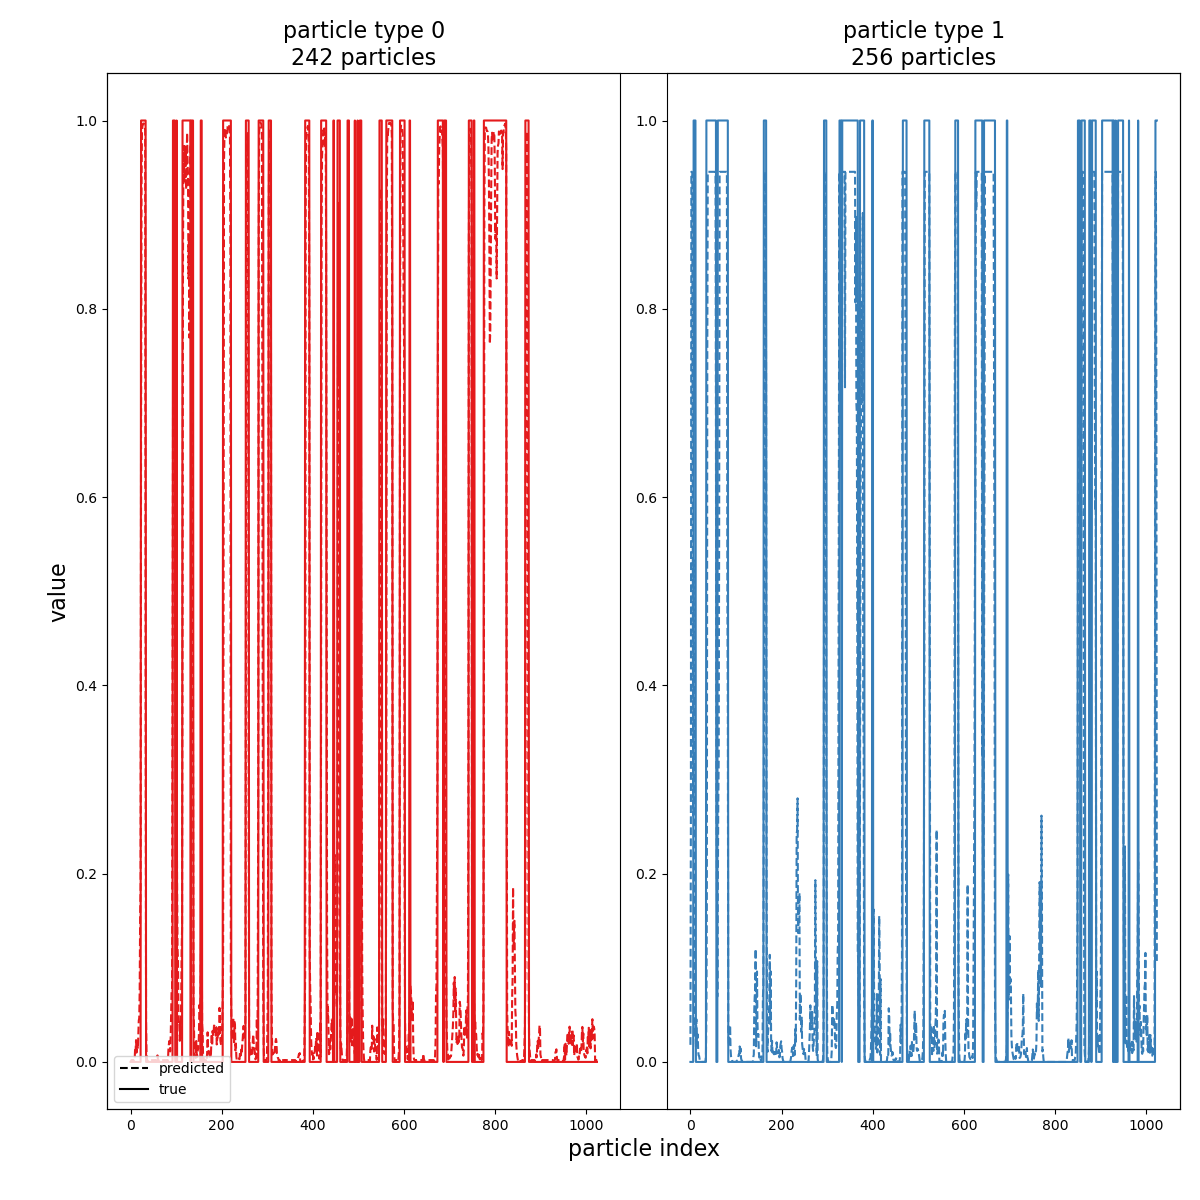 particle type 0
242 particles
particle type 1
256 particles
value
1.0
0.8
0.6
0.4
0.2
0.0
1.0
0.8
0.6
0.4
0.2
0.0
predicted
true
0 200 400 600 800 1000
0 200 400 600 800 1000
particle index